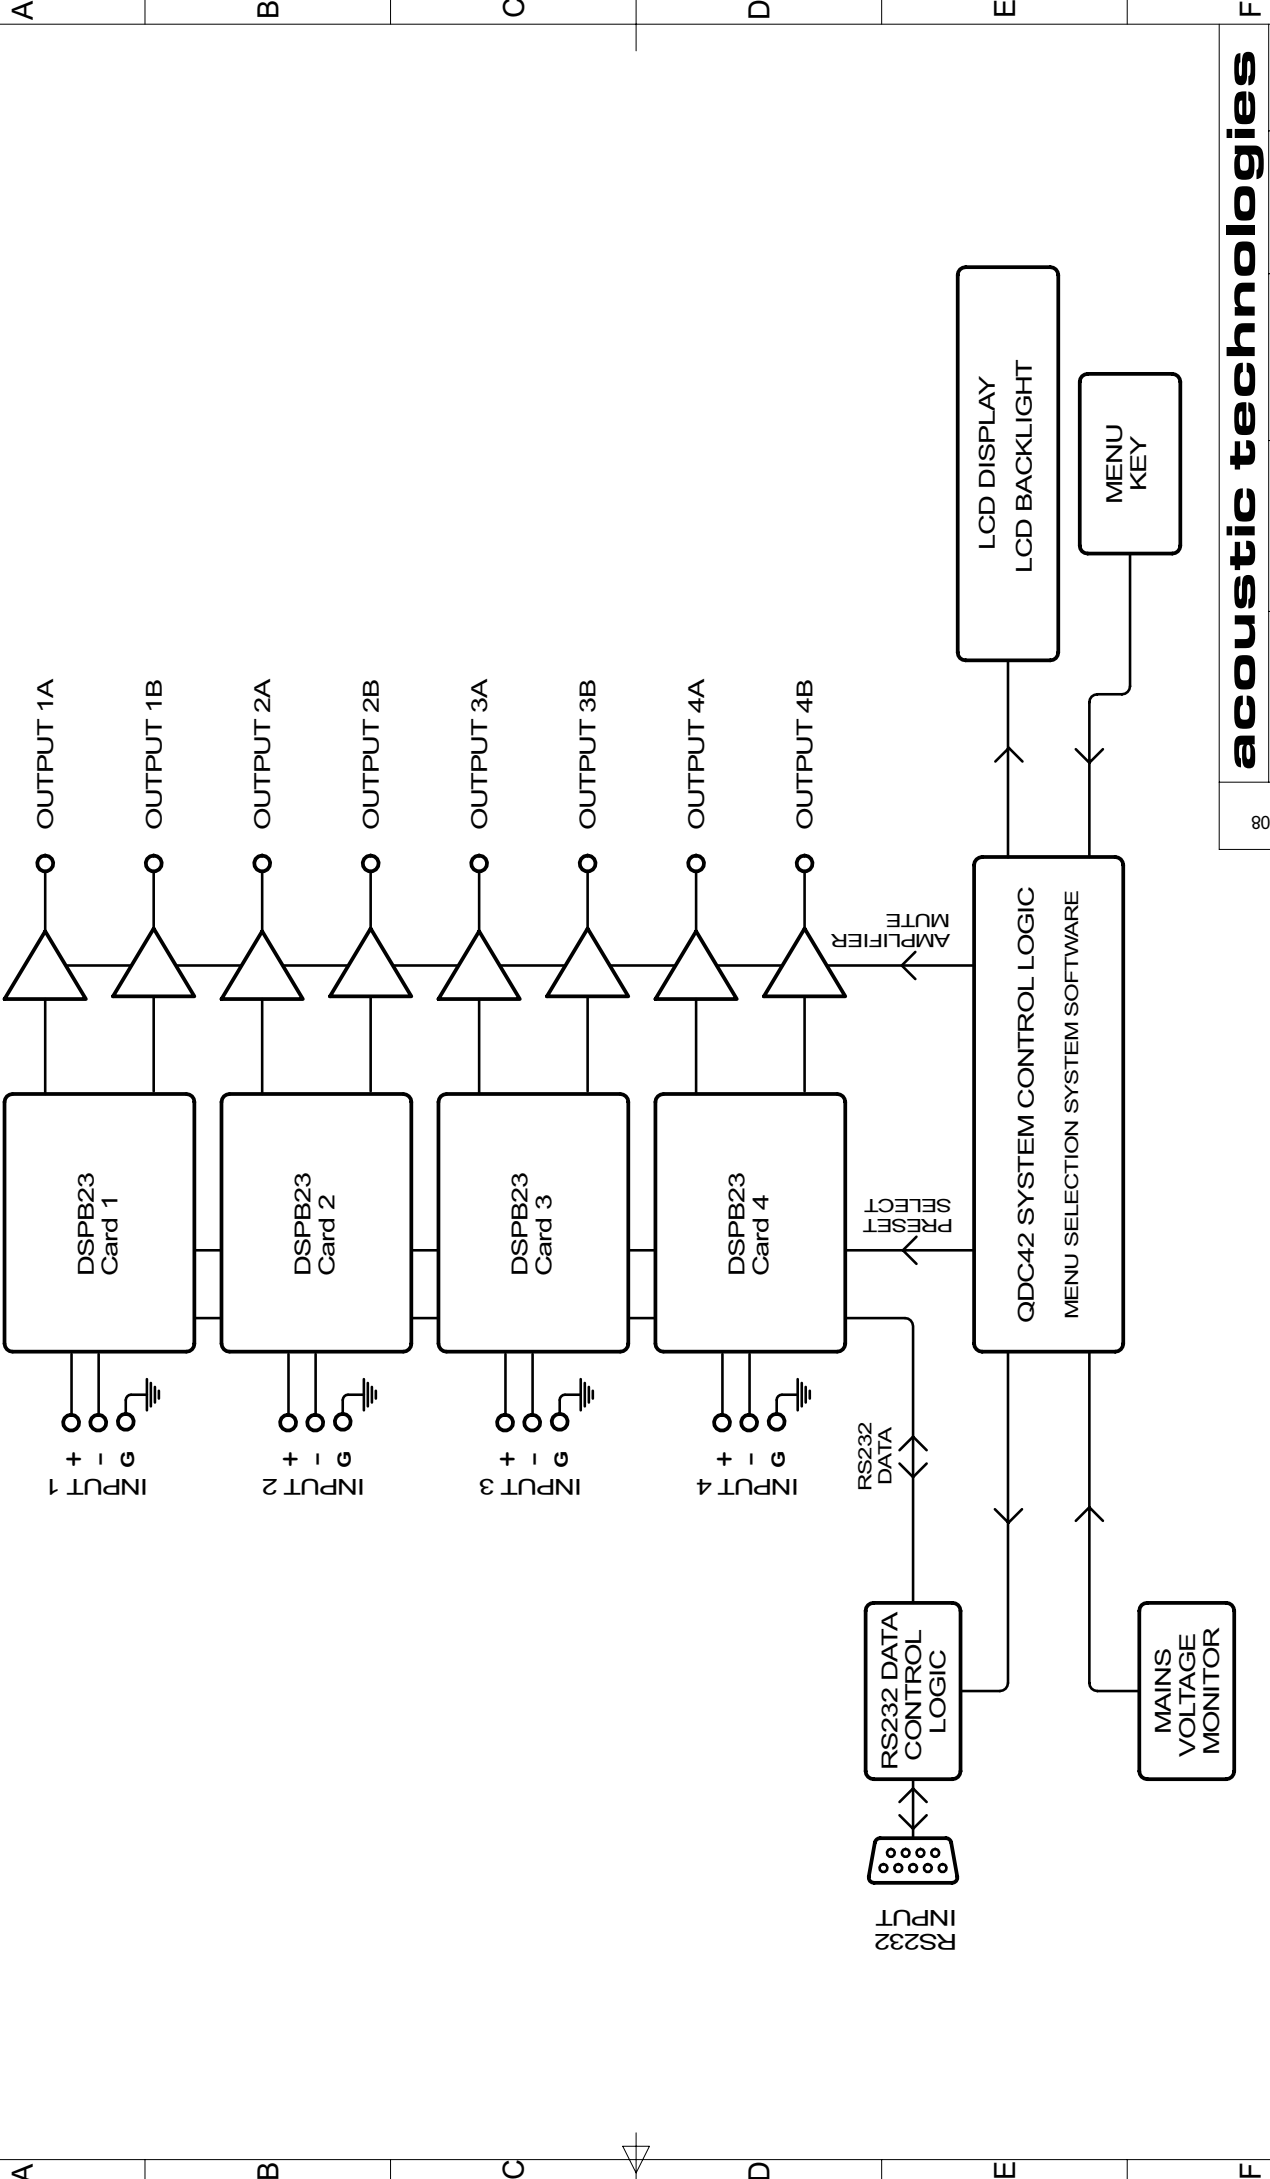 A
B
C
D
E
F
INPUT 1
+
-
G
DSPB23
Card 1
OUTPUT 1A
OUTPUT 1B
INPUT 2
+
-
G
DSPB23
Card 2
OUTPUT 2A
OUTPUT 2B
INPUT 3
+
-
G
DSPB23
Card 3
OUTPUT 3A
OUTPUT 3B
INPUT 4
+
-
G
DSPB23
Card 4
OUTPUT 4A
OUTPUT 4B
RS232
DATA
PRESET
SELECT
AMPLIFIER
MUTE
RS232
INPUT
RS232 DATA
CONTROL
LOGIC
QDC42 SYSTEM CONTROL LOGIC
MENU SELECTION SYSTEM SOFTWARE
LCD DISPLAY
LCD BACKLIGHT
MENU
KEY
MAINS
VOLTAGE
MONITOR
08
acoustic technologies
A
B
C
D
E
F